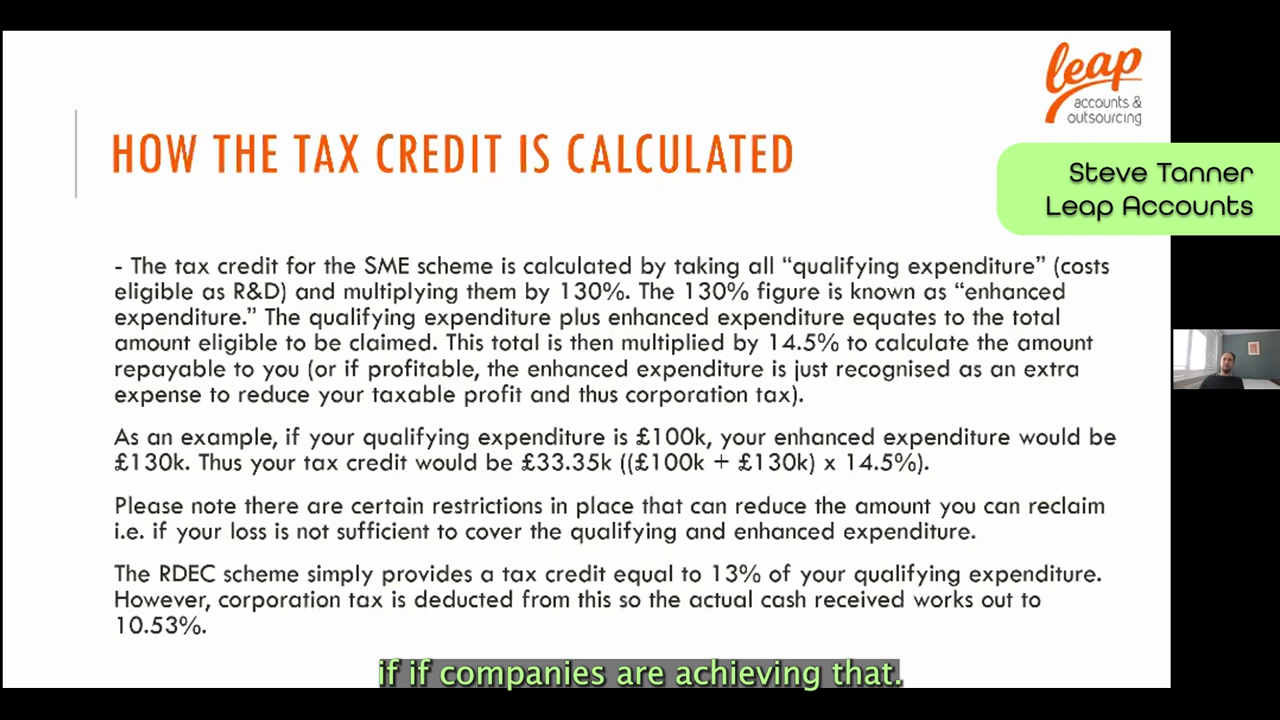 leap
accounts &
outsourcing
HOW THE TAX CREDIT IS CALCULATED
Steve Tanner
Leap Accounts
- The tax credit for the SME scheme is calculated by taking all “qualifying expenditure” (costs
eligible as R&D) and multiplying them by 130%. The 130% figure is known as “enhanced
expenditure.” The qualifying expenditure plus enhanced expenditure equates to the total
amount eligible to be claimed. This total is then multiplied by 14.5% to calculate the amount
repayable to you (or if profitable, the enhanced expenditure is just recognised as an extra
expense to reduce your taxable profit and thus corporation tax).
As an example, if your qualifying expenditure is £100k, your enhanced expenditure would be
£130k. Thus your tax credit would be £33.35k ((£100k + £130k) x 14.5%).
Please note there are certain restrictions in place that can reduce the amount you can reclaim
i.e. if your loss is not sufficient to cover the qualifying and enhanced expenditure.
The RDEC scheme simply provides a tax credit equal to 13% of your qualifying expenditure.
However, corporation tax is deducted from this so the actual cash received works out to
10.53%.
if if companies are achieving that.